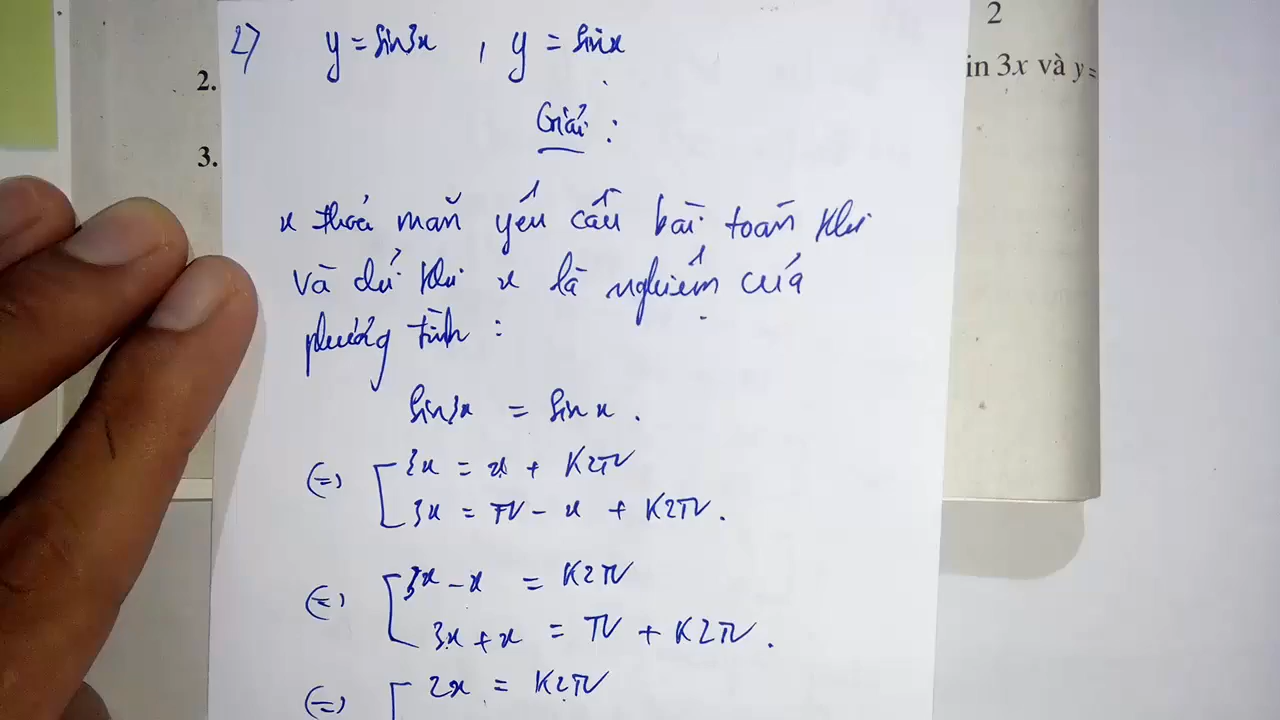 2
in 3x và y =
2.
3.
2) y = sin3x , y = sinx
Giải :
x thoả mãn yêu cầu bài toán khi
và chỉ khi x là nghiệm của
phương trình :
sin3x = sinx .
(=) [ 3x = x + K2π
3x = π - x + K2π .
(=) [ 3x - x = K2π
3x + x = π + K2π .
(=) [ 2x = K2π